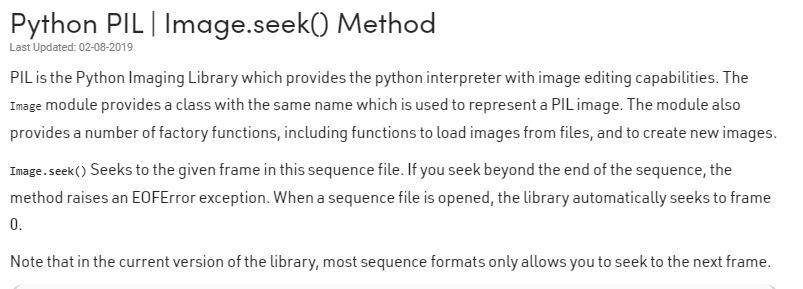 Python PIL | Image.seek() Method
Last Updated: 02-08-2019
PIL is the Python Imaging Library which provides the python interpreter with image editing capabilities. The
Image module provides a class with the same name which is used to represent a PIL image. The module also
provides a number of factory functions, including functions to load images from files, and to create new images.
Image.seek() Seeks to the given frame in this sequence file. If you seek beyond the end of the sequence, the
method raises an EOFError exception. When a sequence file is opened, the library automatically seeks to frame
0.
Note that in the current version of the library, most sequence formats only allows you to seek to the next frame.